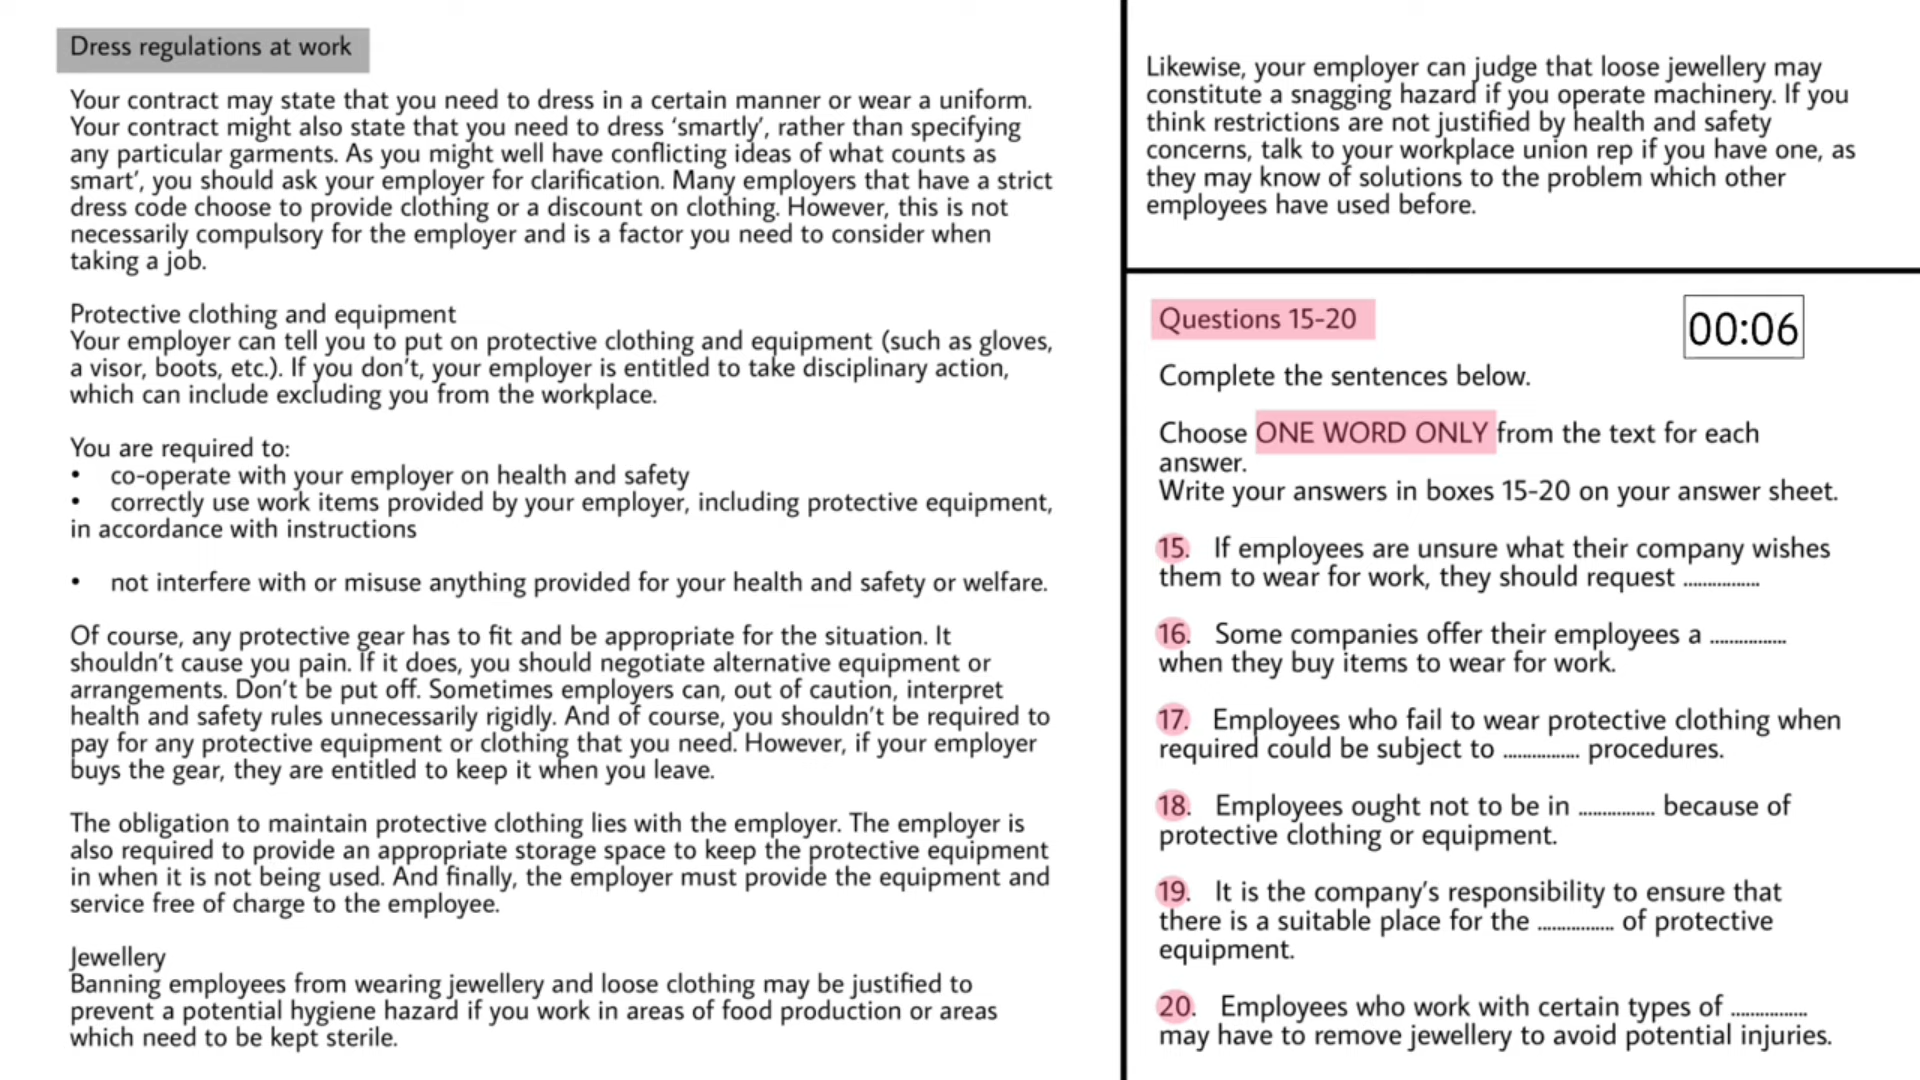 Dress regulations at work
Your contract may state that you need to dress in a certain manner or wear a uniform.
Your contract might also state that you need to dress ‘smartly’, rather than specifying
any particular garments. As you might well have conflicting ideas of what counts as
smart’, you should ask your employer for clarification. Many employers that have a strict
dress code choose to provide clothing or a discount on clothing. However, this is not
necessarily compulsory for the employer and is a factor you need to consider when
taking a job.
Protective clothing and equipment
Your employer can tell you to put on protective clothing and equipment (such as gloves,
a visor, boots, etc.). If you don’t, your employer is entitled to take disciplinary action,
which can include excluding you from the workplace.
You are required to:
• co-operate with your employer on health and safety
• correctly use work items provided by your employer, including protective equipment,
in accordance with instructions
• not interfere with or misuse anything provided for your health and safety or welfare.
Of course, any protective gear has to fit and be appropriate for the situation. It
shouldn’t cause you pain. If it does, you should negotiate alternative equipment or
arrangements. Don’t be put off. Sometimes employers can, out of caution, interpret
health and safety rules unnecessarily rigidly. And of course, you shouldn’t be required to
pay for any protective equipment or clothing that you need. However, if your employer
buys the gear, they are entitled to keep it when you leave.
The obligation to maintain protective clothing lies with the employer. The employer is
also required to provide an appropriate storage space to keep the protective equipment
in when it is not being used. And finally, the employer must provide the equipment and
service free of charge to the employee.
Jewellery
Banning employees from wearing jewellery and loose clothing may be justified to
prevent a potential hygiene hazard if you work in areas of food production or areas
which need to be kept sterile.
Likewise, your employer can judge that loose jewellery may
constitute a snagging hazard if you operate machinery. If you
think restrictions are not justified by health and safety
concerns, talk to your workplace union rep if you have one, as
they may know of solutions to the problem which other
employees have used before.
Questions 15-20
00:06
Complete the sentences below.
Choose ONE WORD ONLY from the text for each
answer.
Write your answers in boxes 15-20 on your answer sheet.
15. If employees are unsure what their company wishes
them to wear for work, they should request ...............
16. Some companies offer their employees a ...............
when they buy items to wear for work.
17. Employees who fail to wear protective clothing when
required could be subject to ............... procedures.
18. Employees ought not to be in ............... because of
protective clothing or equipment.
19. It is the company’s responsibility to ensure that
there is a suitable place for the ............... of protective
equipment.
20. Employees who work with certain types of ...............
may have to remove jewellery to avoid potential injuries.